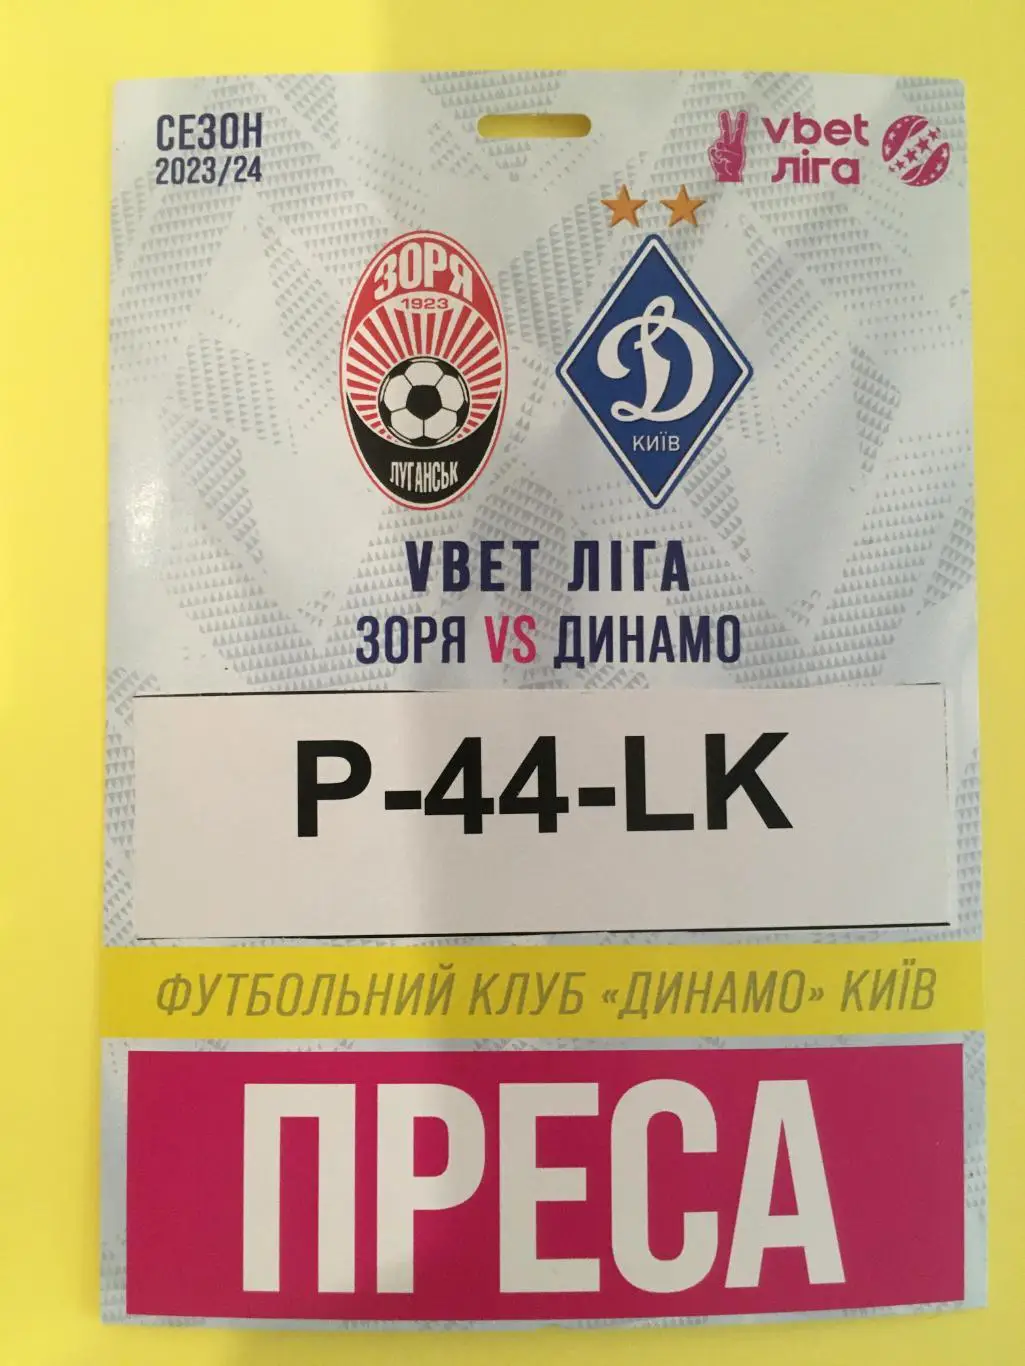 СЕЗОН
2023/24
vbet
ліга
ЗОРЯ
1923
ЛУГАНСЬК
КИЇВ
VBET ЛІГА
ЗОРЯ VS ДИНАМО
P-44-LK
ФУТБОЛЬНИЙ КЛУБ «ДИНАМО» КИЇВ
ПРЕСА